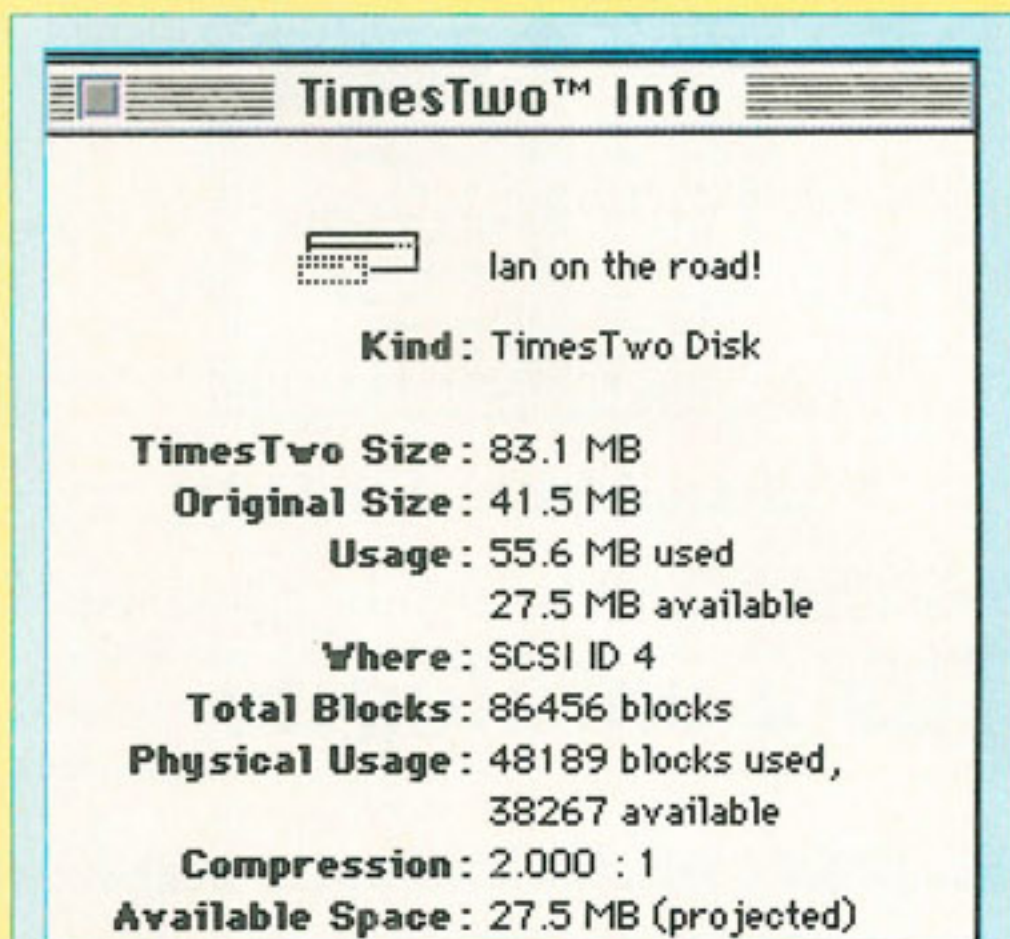 TimesTwo™ Info
Ian on the road!
Kind: TimesTwo Disk
TimesTwo Size: 83.1 MB
Original Size: 41.5 MB
Usage: 55.6 MB used
27.5 MB available
Where: SCSI ID 4
Total Blocks: 86456 blocks
Physical Usage: 48189 blocks used,
38267 available
Compression: 2.000 : 1
Available Space: 27.5 MB (projected)